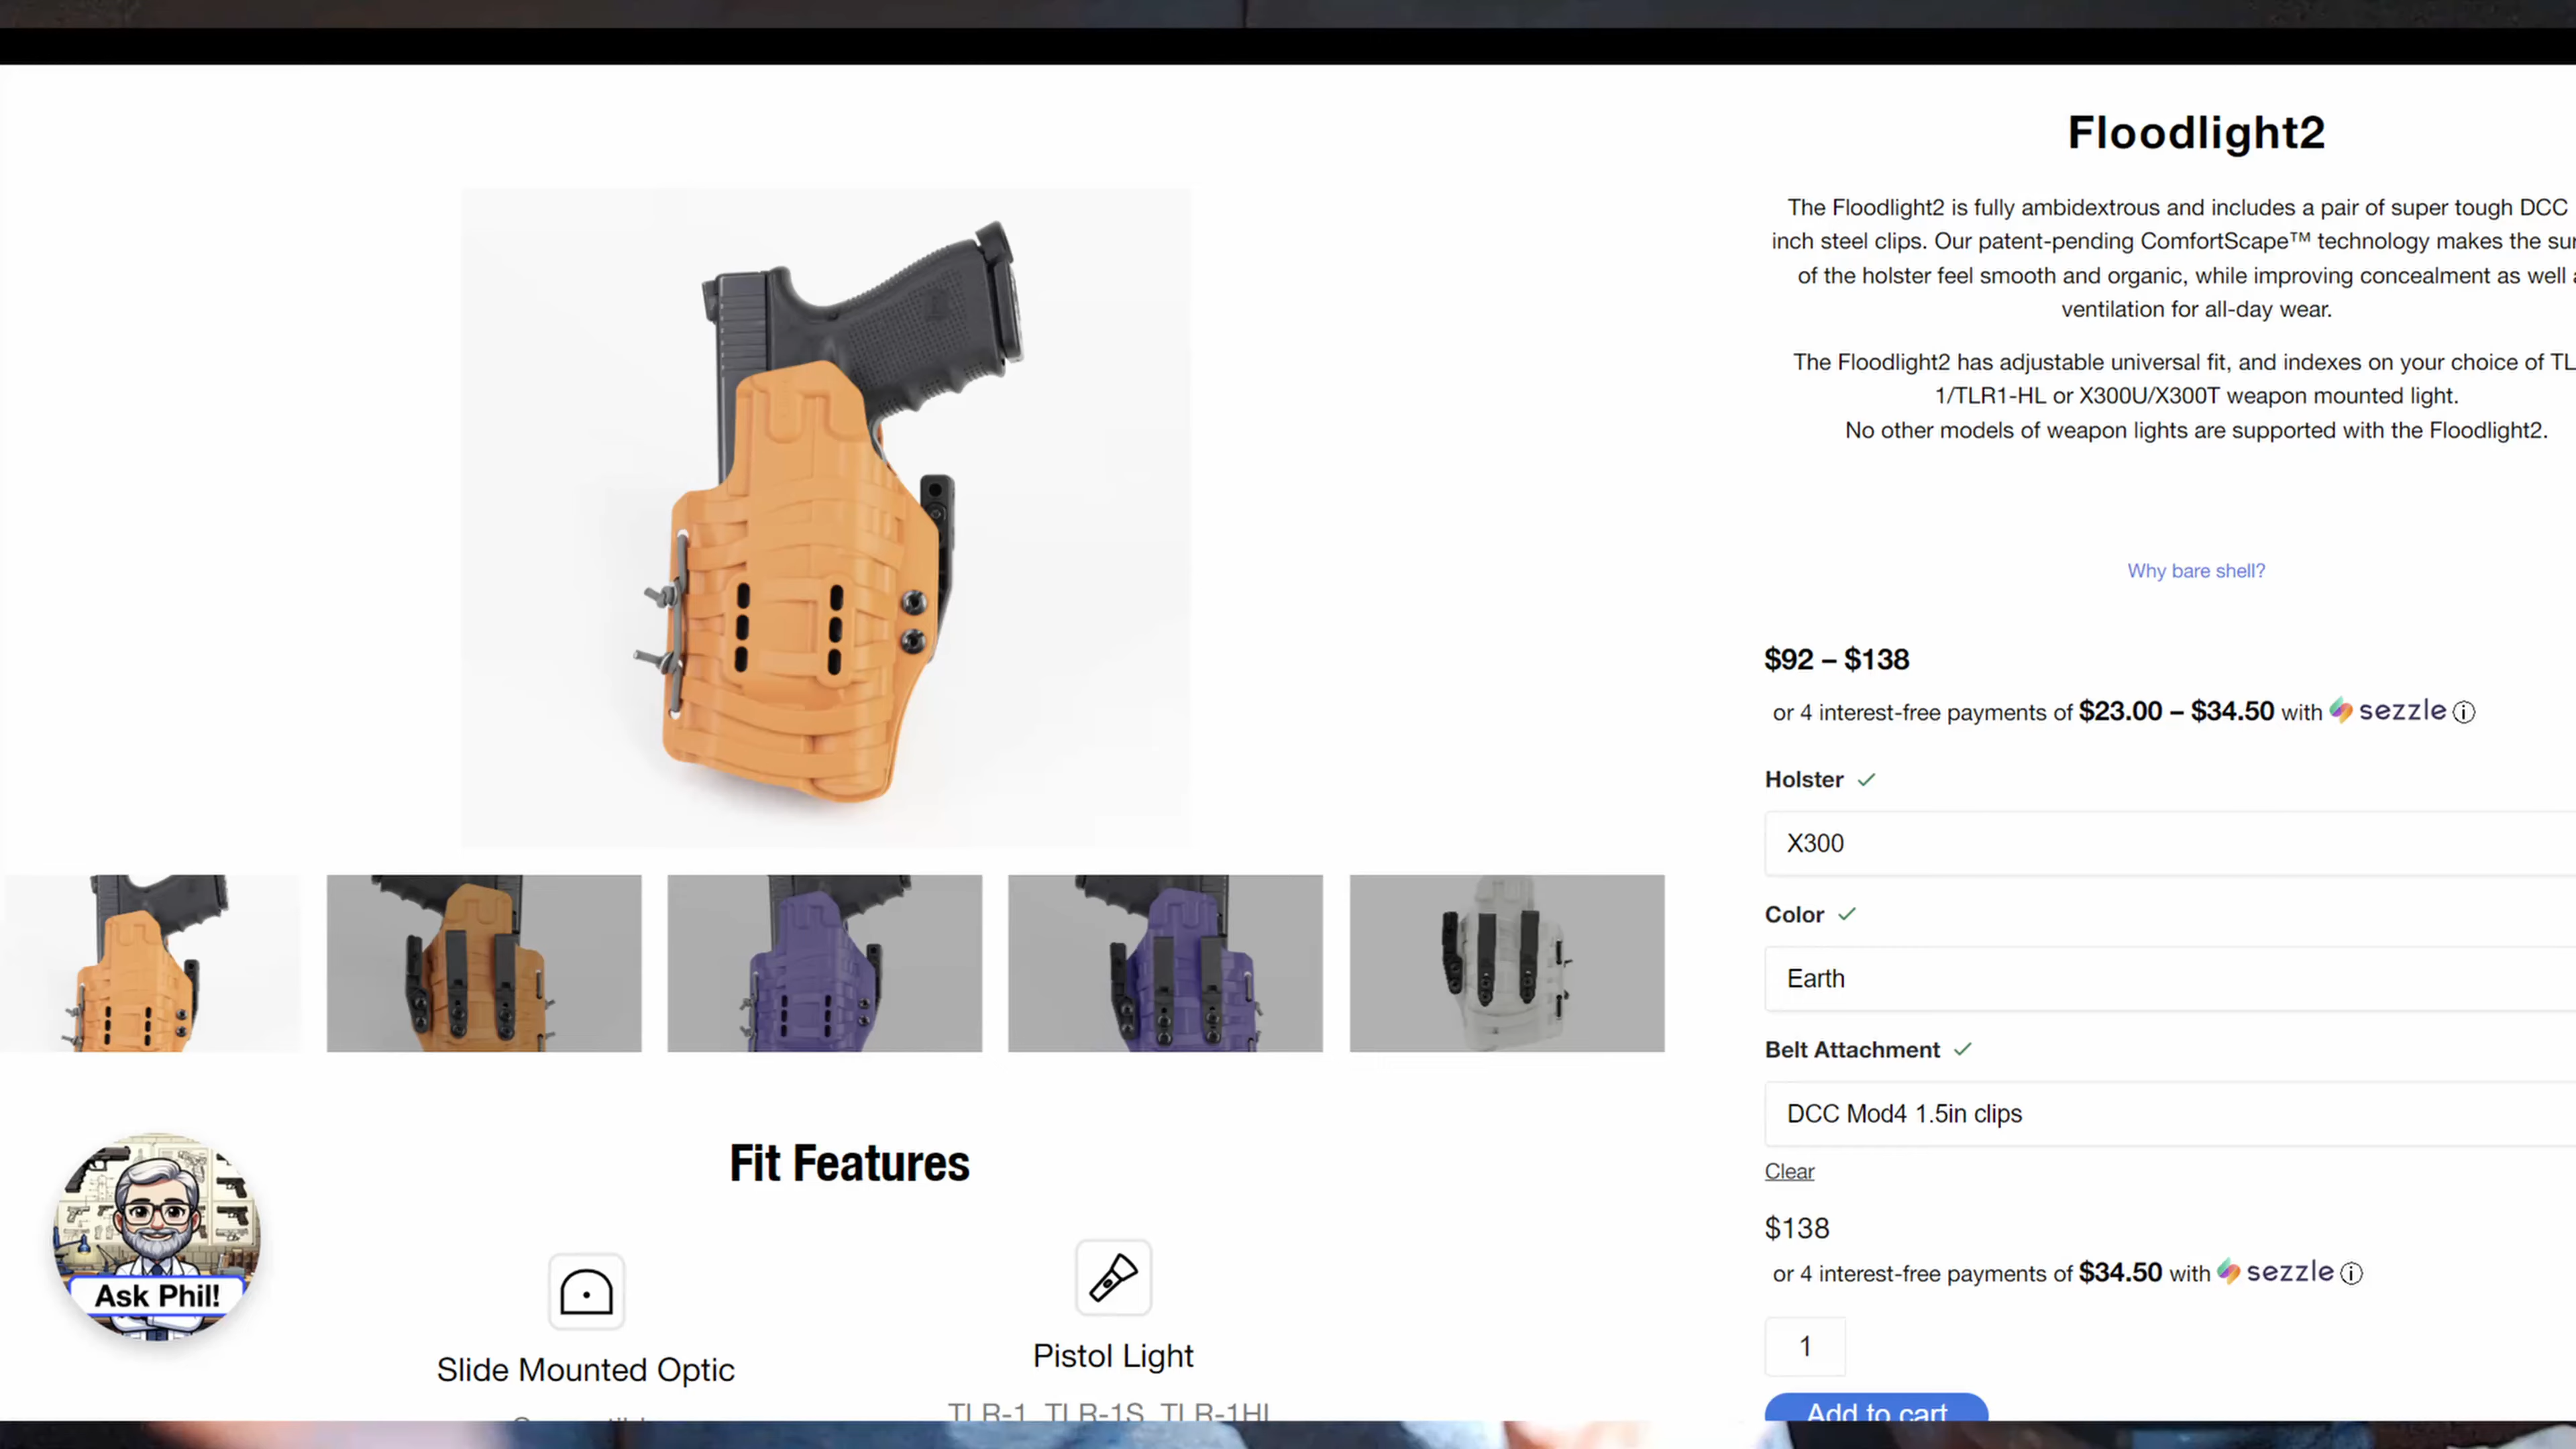 Floodlight2
The Floodlight2 is fully ambidextrous and includes a pair of super tough DCC
inch steel clips. Our patent-pending ComfortScape™ technology makes the
of the holster feel smooth and organic, while improving concealment as well
ventilation for all-day wear.
The Floodlight2 has adjustable universal fit, and indexes on your choice of
1/TLR1-HL or X300U/X300T weapon mounted light.
No other models of weapon lights are supported with the Floodlight2.
Why bare shell?
$92 – $138
or 4 interest-free payments of $23.00 – $34.50 with sezzle
Holster
X300
Color
Earth
Belt Attachment
DCC Mod4 1.5in clips
Clear
$138
or 4 interest-free payments of $34.50 with sezzle
1
Add to cart
Fit Features
Slide Mounted Optic
Pistol Light
TLR-1, TLR-1S, TLR-1HL
Ask Phil!